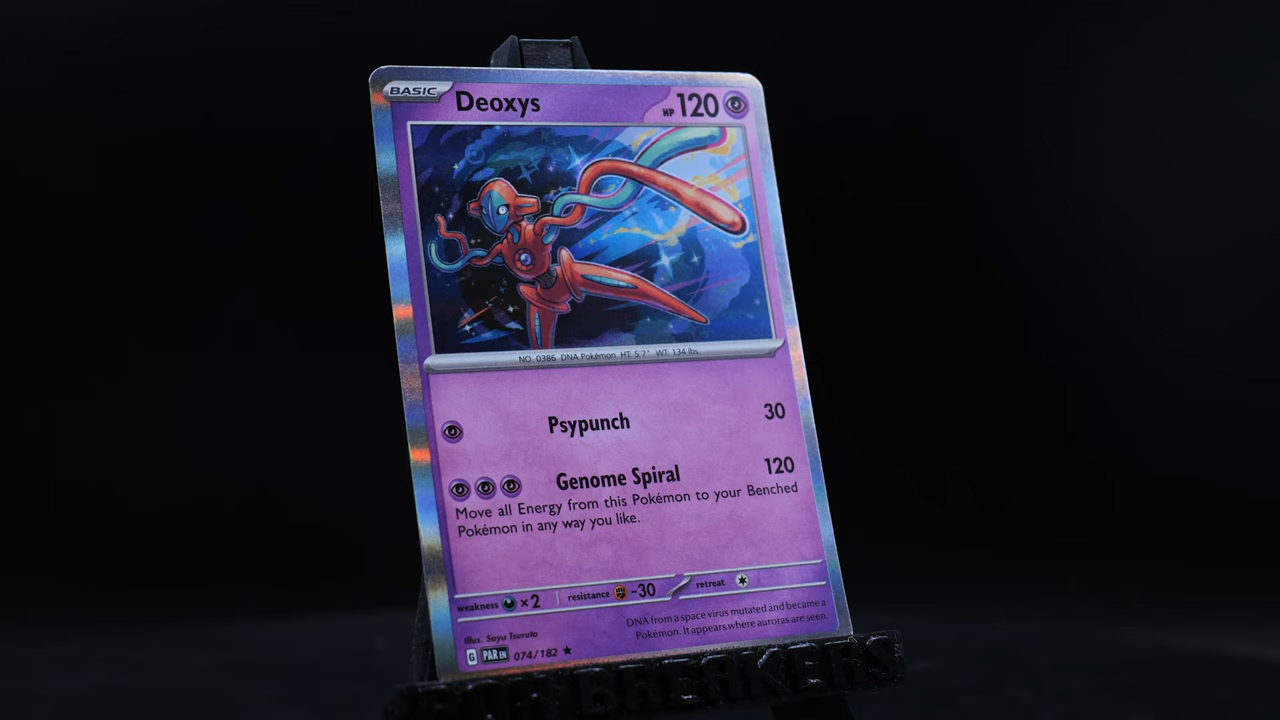 BASIC Deoxys HP 120
NO. 0386 DNA Pokémon. HT: 5'7" WT: 134 lbs.
Psypunch 30
Genome Spiral 120
Move all Energy from this Pokémon to your Benched
Pokémon in any way you like.
weakness ×2 resistance -30 retreat
DNA from a space virus mutated and became a
Pokémon. It appears where auroras are seen.
Illus. Saya Tsuruta
G PAR EN 074/182
BREAKERS